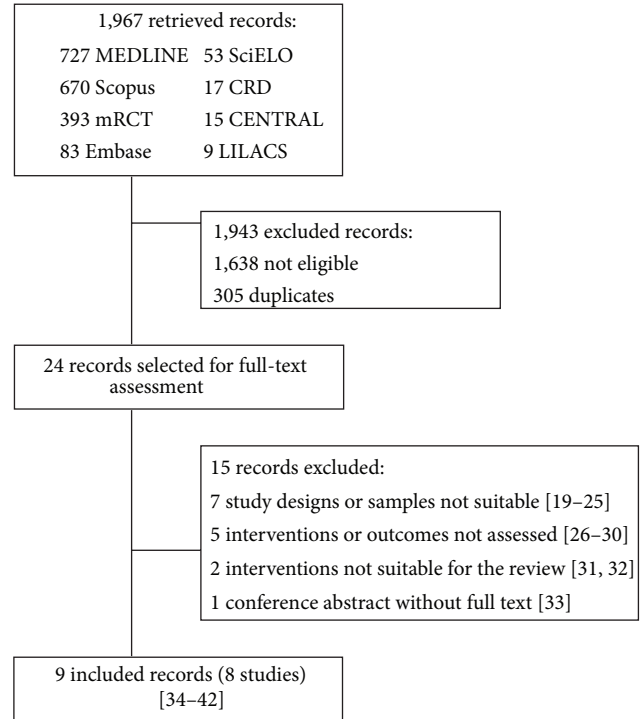 1,967 retrieved records:
727 MEDLINE 53 SciELO
670 Scopus 17 CRD
393 mRCT 15 CENTRAL
83 Embase 9 LILACS
1,943 excluded records:
1,638 not eligible
305 duplicates
24 records selected for full-text
assessment
15 records excluded:
7 study designs or samples not suitable [19–25]
5 interventions or outcomes not assessed [26–30]
2 interventions not suitable for the review [31, 32]
1 conference abstract without full text [33]
9 included records (8 studies)
[34–42]